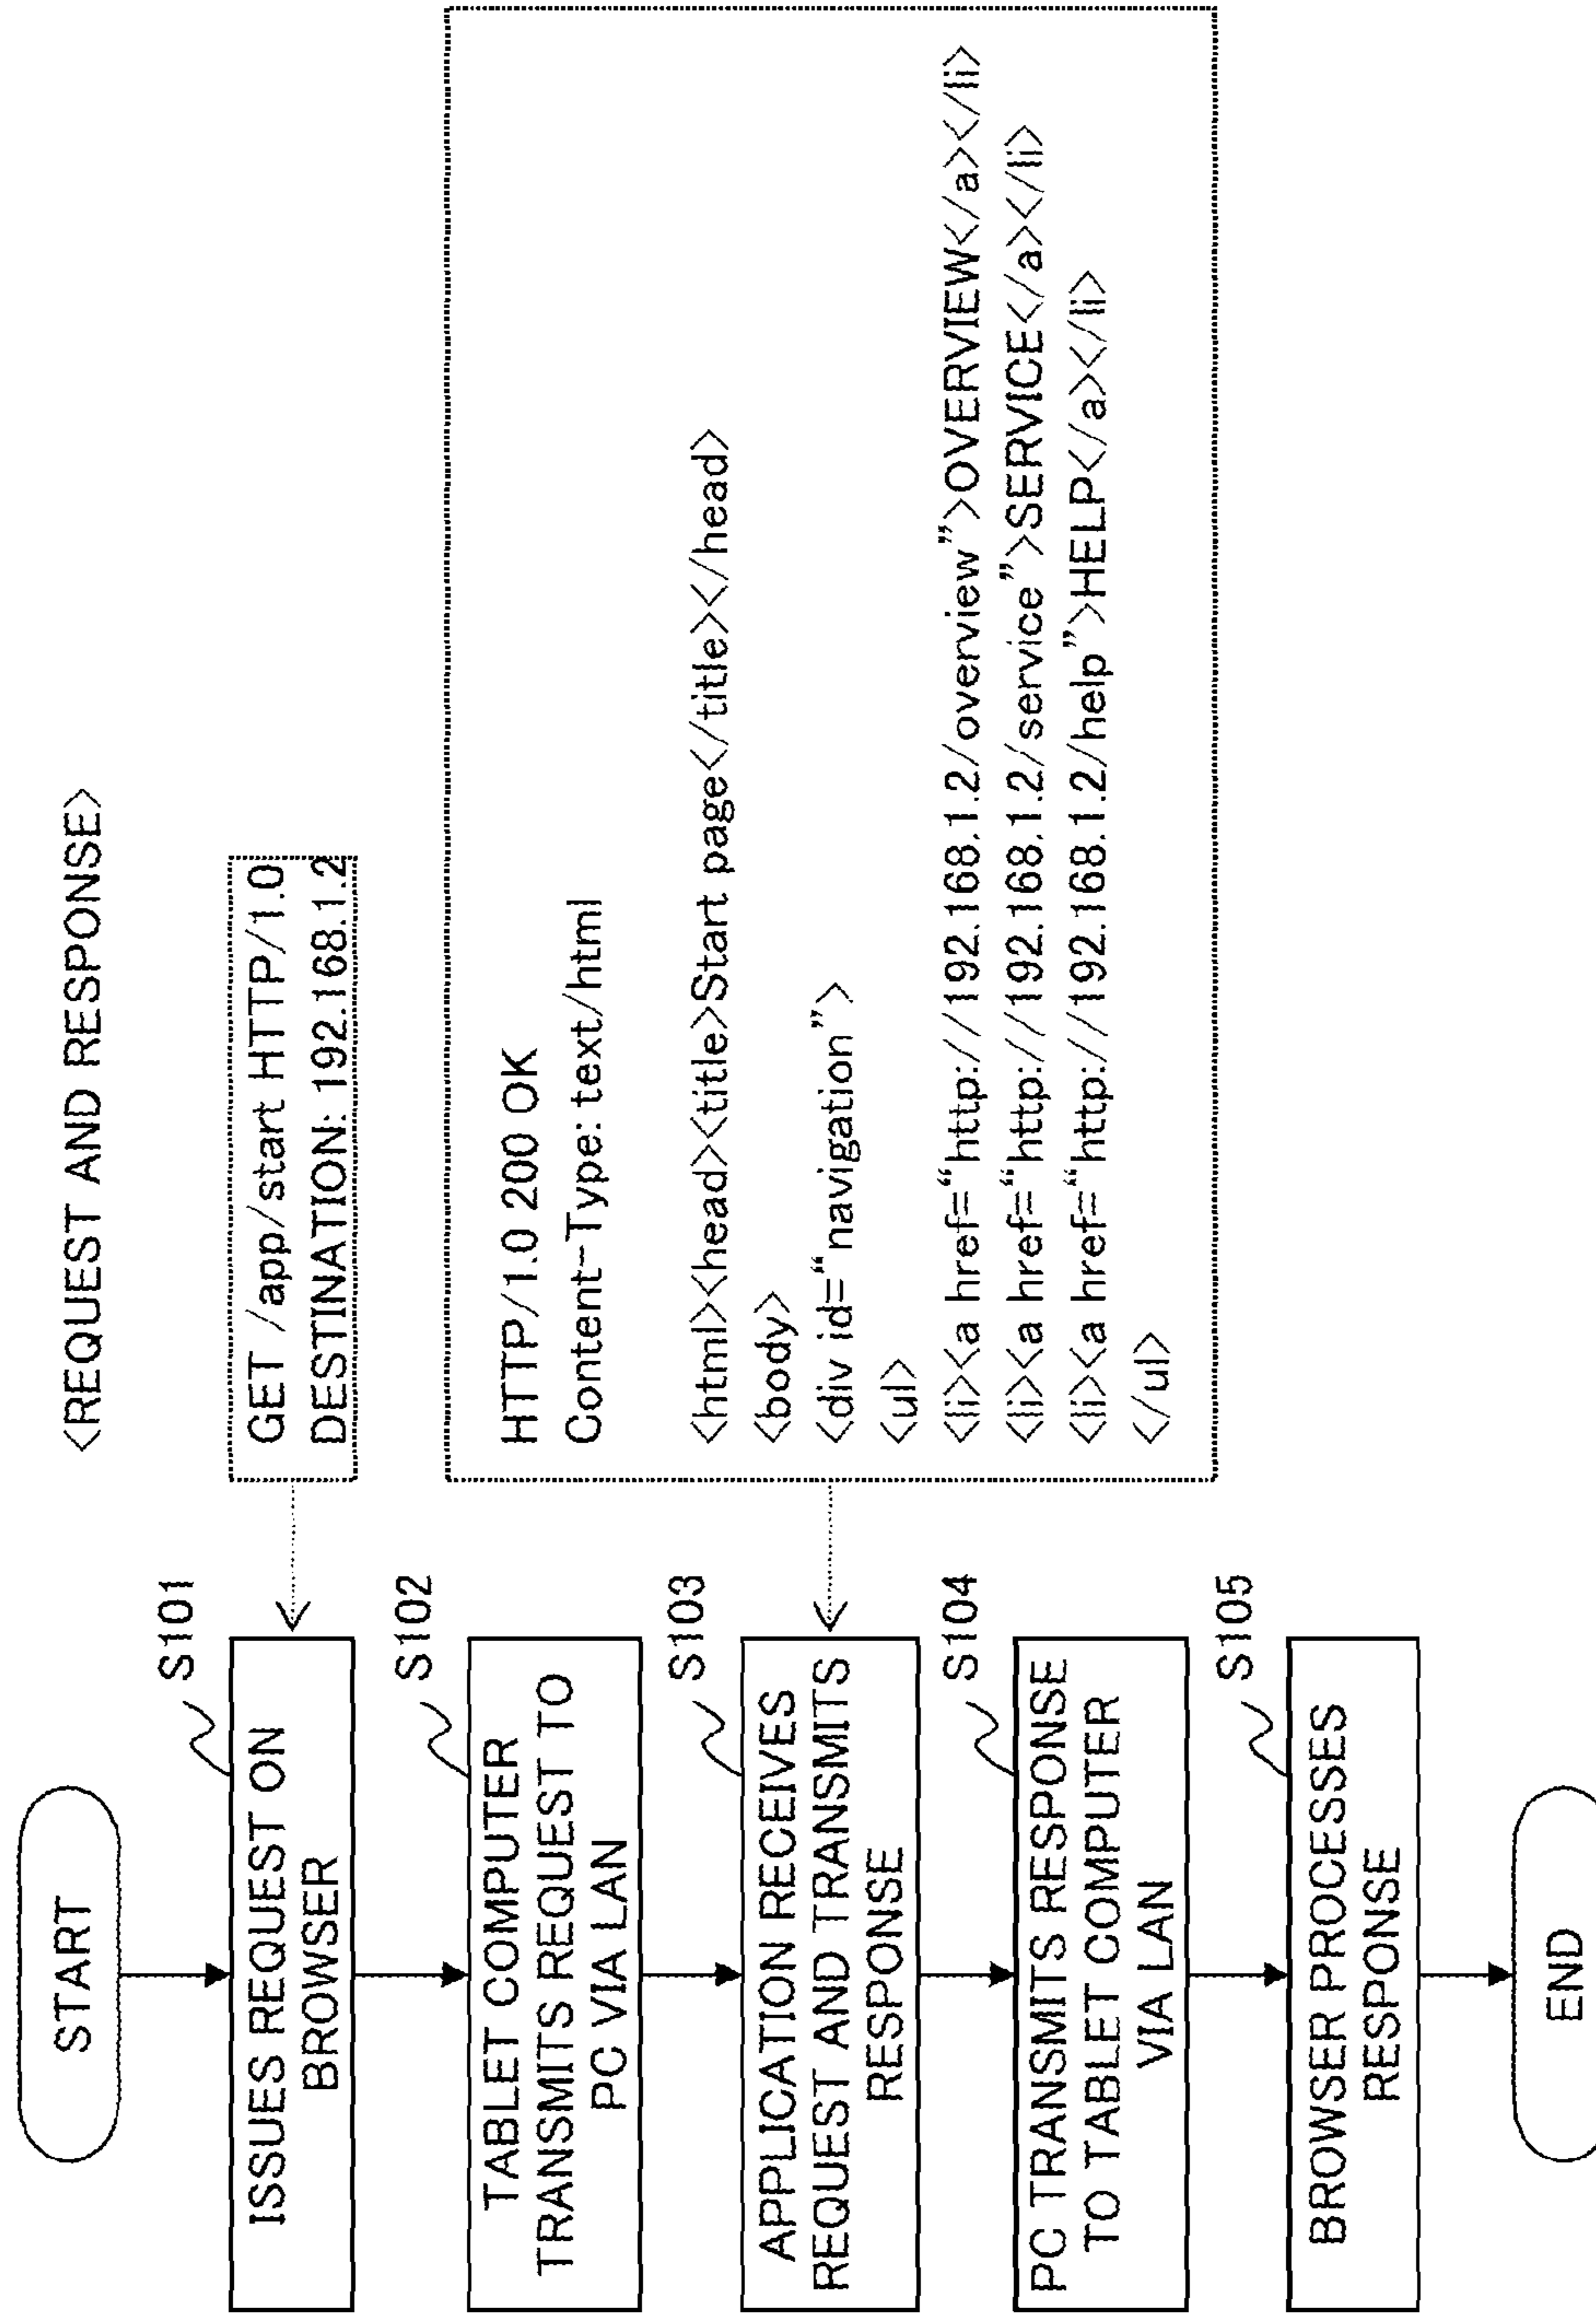 <REQUEST AND RESPONSE>
START
S101
ISSUES REQUEST ON
BROWSER
GET /app/start HTTP/1.0
DESTINATION: 192.168.1.2
S102
TABLET COMPUTER
TRANSMITS REQUEST TO
PC VIA LAN
S103
APPLICATION RECEIVES
REQUEST AND TRANSMITS
RESPONSE
HTTP/1.0 200 OK
Content-Type: text/html
<html><head><title>Start page</title></head>
<body>
<div id=“navigation”>
<ul>
<li><a href=“http://192.168.1.2/overview”>OVERVIEW</a></li>
<li><a href=“http://192.168.1.2/service”>SERVICE</a></li>
<li><a href=“http://192.168.1.2/help”>HELP</a></li>
</ul>
S104
PC TRANSMITS RESPONSE
TO TABLET COMPUTER
VIA LAN
S105
BROWSER PROCESSES
RESPONSE
END